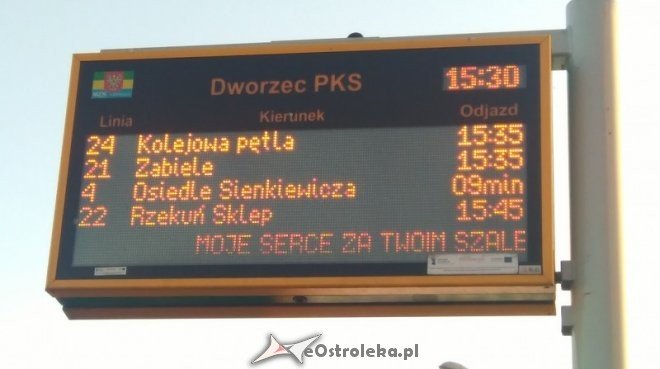 Dworzec PKS 15:30
Linia Kierunek Odjazd
24 Kolejowa pętla 15:35
21 Zabiele 15:35
4 Osiedle Sienkiewicza 09min
22 Rzekuń Sklep 15:45
MOJE SERCE ZA TWOIM SZALE
eOstroleka.pl